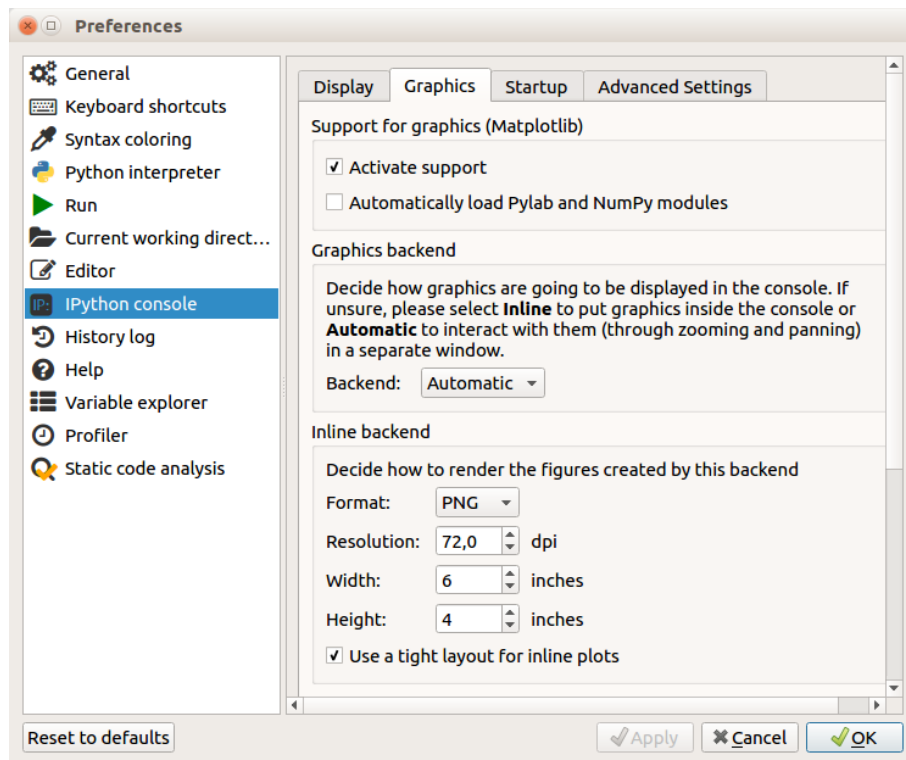 Preferences
General
Keyboard shortcuts
Syntax coloring
Python interpreter
Run
Current working direct...
Editor
IP: IPython console
History log
Help
Variable explorer
Profiler
Static code analysis
Display Graphics Startup Advanced Settings
Support for graphics (Matplotlib)
Activate support
Automatically load Pylab and NumPy modules
Graphics backend
Decide how graphics are going to be displayed in the console. If
unsure, please select Inline to put graphics inside the console or
Automatic to interact with them (through zooming and panning)
in a separate window.
Backend: Automatic
Inline backend
Decide how to render the figures created by this backend
Format: PNG
Resolution: 72,0 dpi
Width: 6 inches
Height: 4 inches
Use a tight layout for inline plots
Reset to defaults Apply Cancel OK